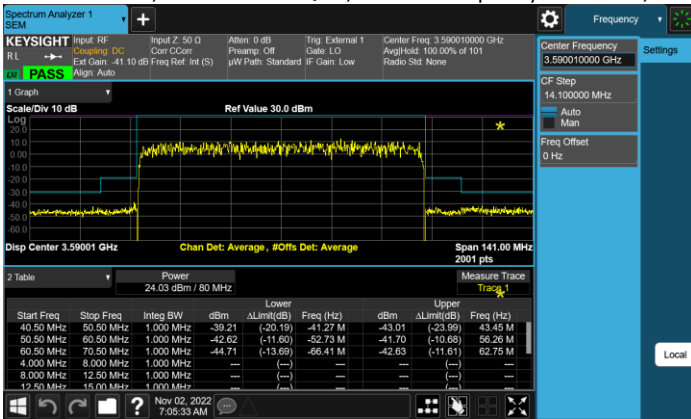 Spectrum Analyzer 1
SEM
Frequency
KEYSIGHT Input: RF Input Z: 50 Ω Atten: 0 dB Trig: External 1 Center Freq: 3.590010000 GHz
RL Coupling: DC Corr CCorr Preamp: Off Gate: LO Avg|Hold: 100.00% of 101
Ext Gain: -41.10 dB Freq Ref: Int (S) µW Path: Standard IF Gain: Low Radio Std: None
PASS Align: Auto
Center Frequency
3.590010000 GHz
Settings
CF Step
14.100000 MHz
Auto
Man
Freq Offset
0 Hz
1 Graph
Scale/Div 10 dB Ref Value 30.0 dBm
Log
20.0
10.0
0.00
-10.0
-20.0
-30.0
-40.0
-50.0
-60.0
Disp Center 3.59001 GHz Chan Det: Average, #Offs Det: Average Span 141.00 MHz
2001 pts
2 Table Power Measure Trace
24.03 dBm / 80 MHz Trace 1
Lower Upper
Start Freq Stop Freq Integ BW dBm ΔLimit(dB) Freq (Hz) dBm ΔLimit(dB) Freq (Hz)
40.50 MHz 50.50 MHz 1.000 MHz -39.21 (-20.19) -41.27 M -43.01 (-23.99) 43.45 M
50.50 MHz 60.50 MHz 1.000 MHz -42.62 (-11.60) -52.73 M -41.70 (-10.68) 56.26 M
60.50 MHz 70.50 MHz 1.000 MHz -44.71 (-13.69) -66.41 M -42.63 (-11.61) 62.75 M
4.000 MHz 8.000 MHz 1.000 MHz --- (---) --- (---)
8.000 MHz 12.50 MHz 1.000 MHz --- (---) --- (---)
12.50 MHz 15.00 MHz 1.000 MHz --- (---) --- (---)
Local
Nov 02, 2022
7:05:33 AM